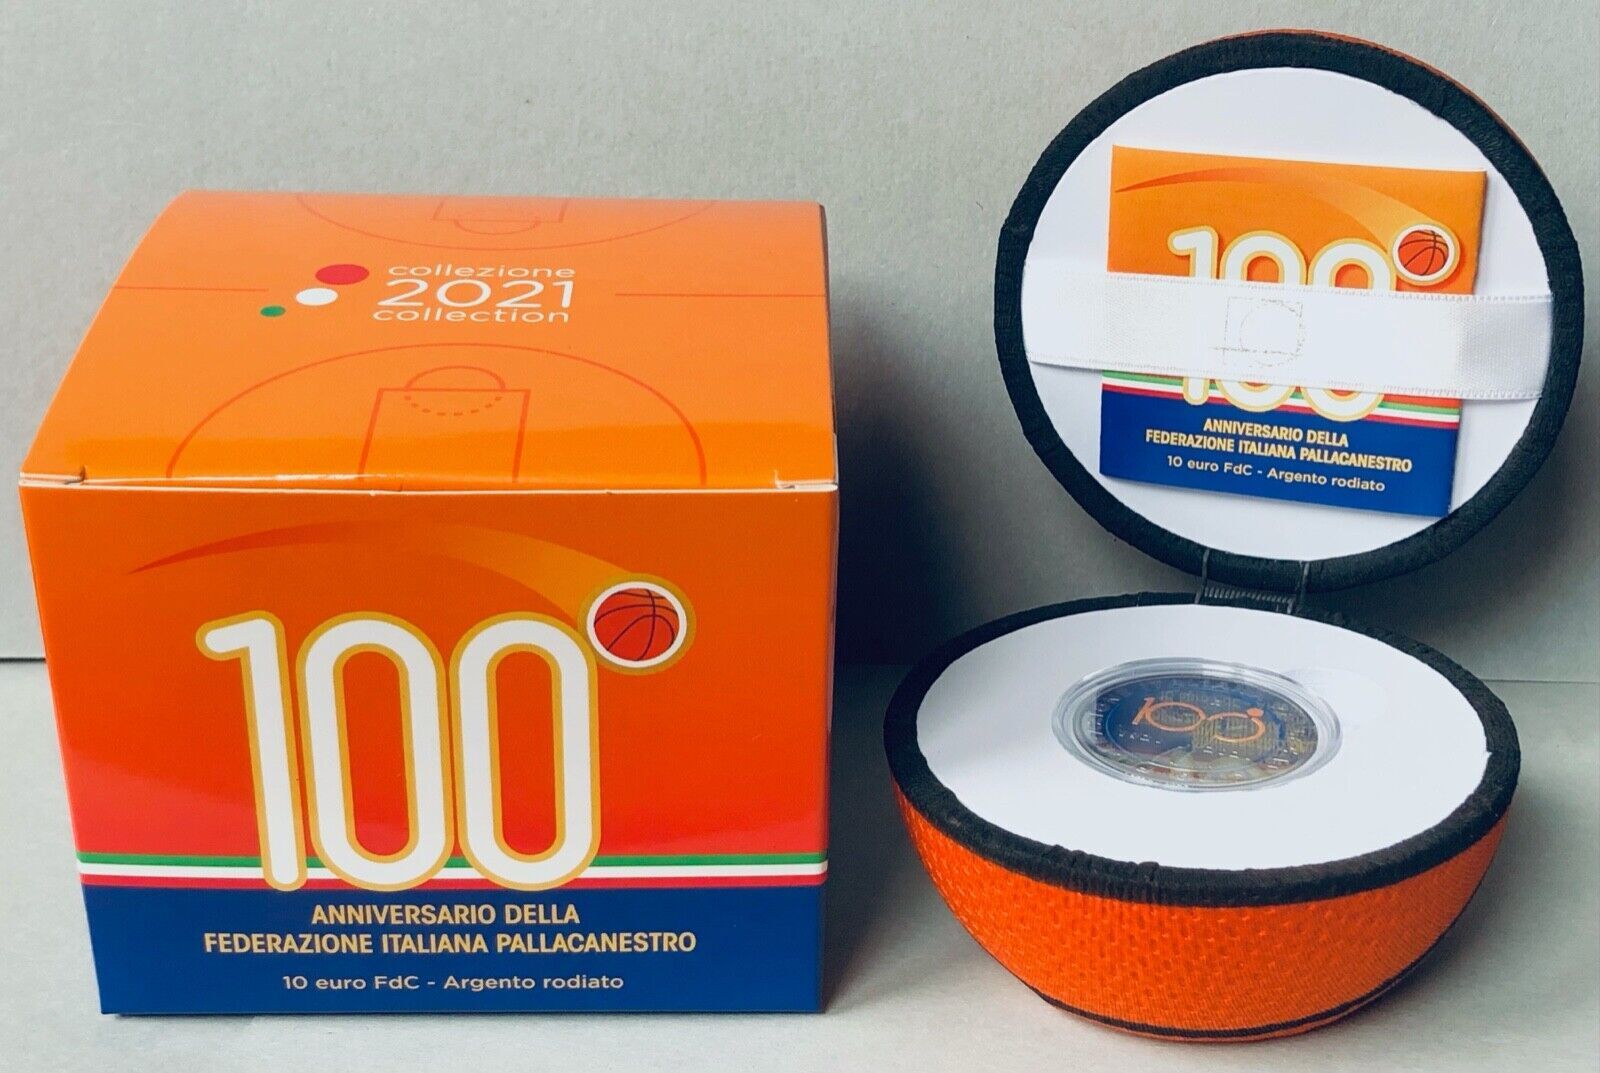 collezione
2021
collection
100°
ANNIVERSARIO DELLA
FEDERAZIONE ITALIANA PALLACANESTRO
10 euro FdC - Argento rodiato
100°
ANNIVERSARIO DELLA
FEDERAZIONE ITALIANA PALLACANESTRO
10 euro FdC - Argento rodiato
100